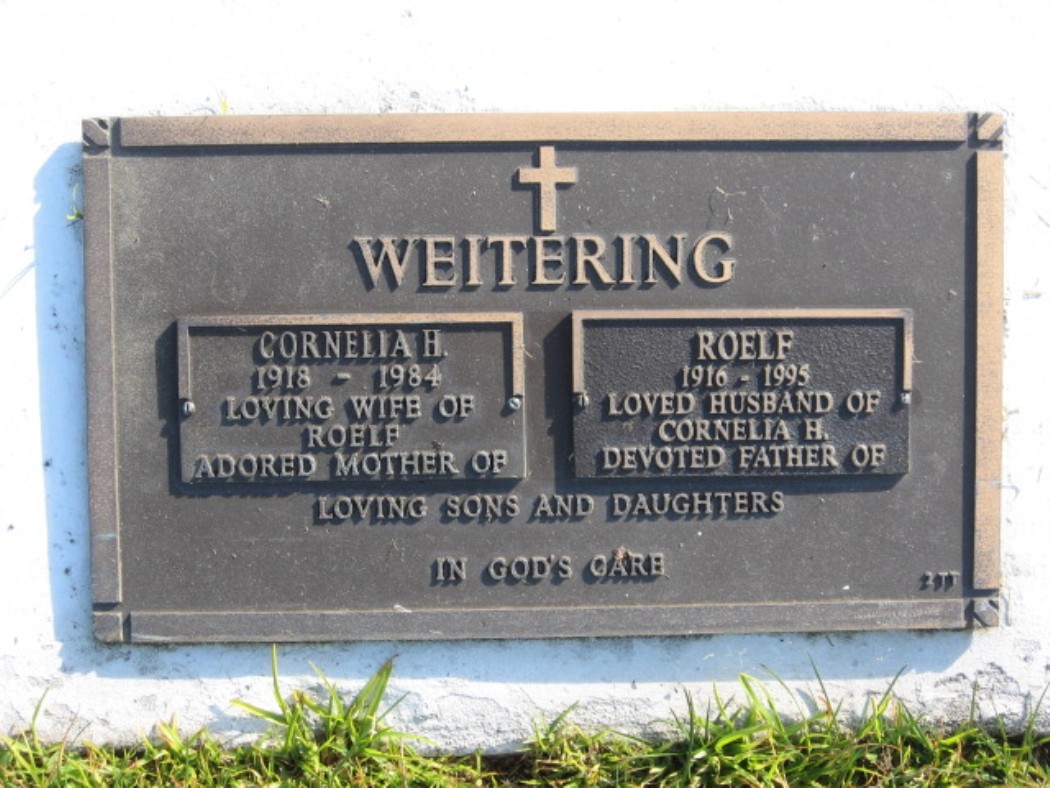 WEITERING
CORNELIA H.
1918 - 1984
LOVING WIFE OF
ROELF
ADORED MOTHER OF
ROELF
1916 - 1995
LOVED HUSBAND OF
CORNELIA H.
DEVOTED FATHER OF
LOVING SONS AND DAUGHTERS
IN GOD'S CARE